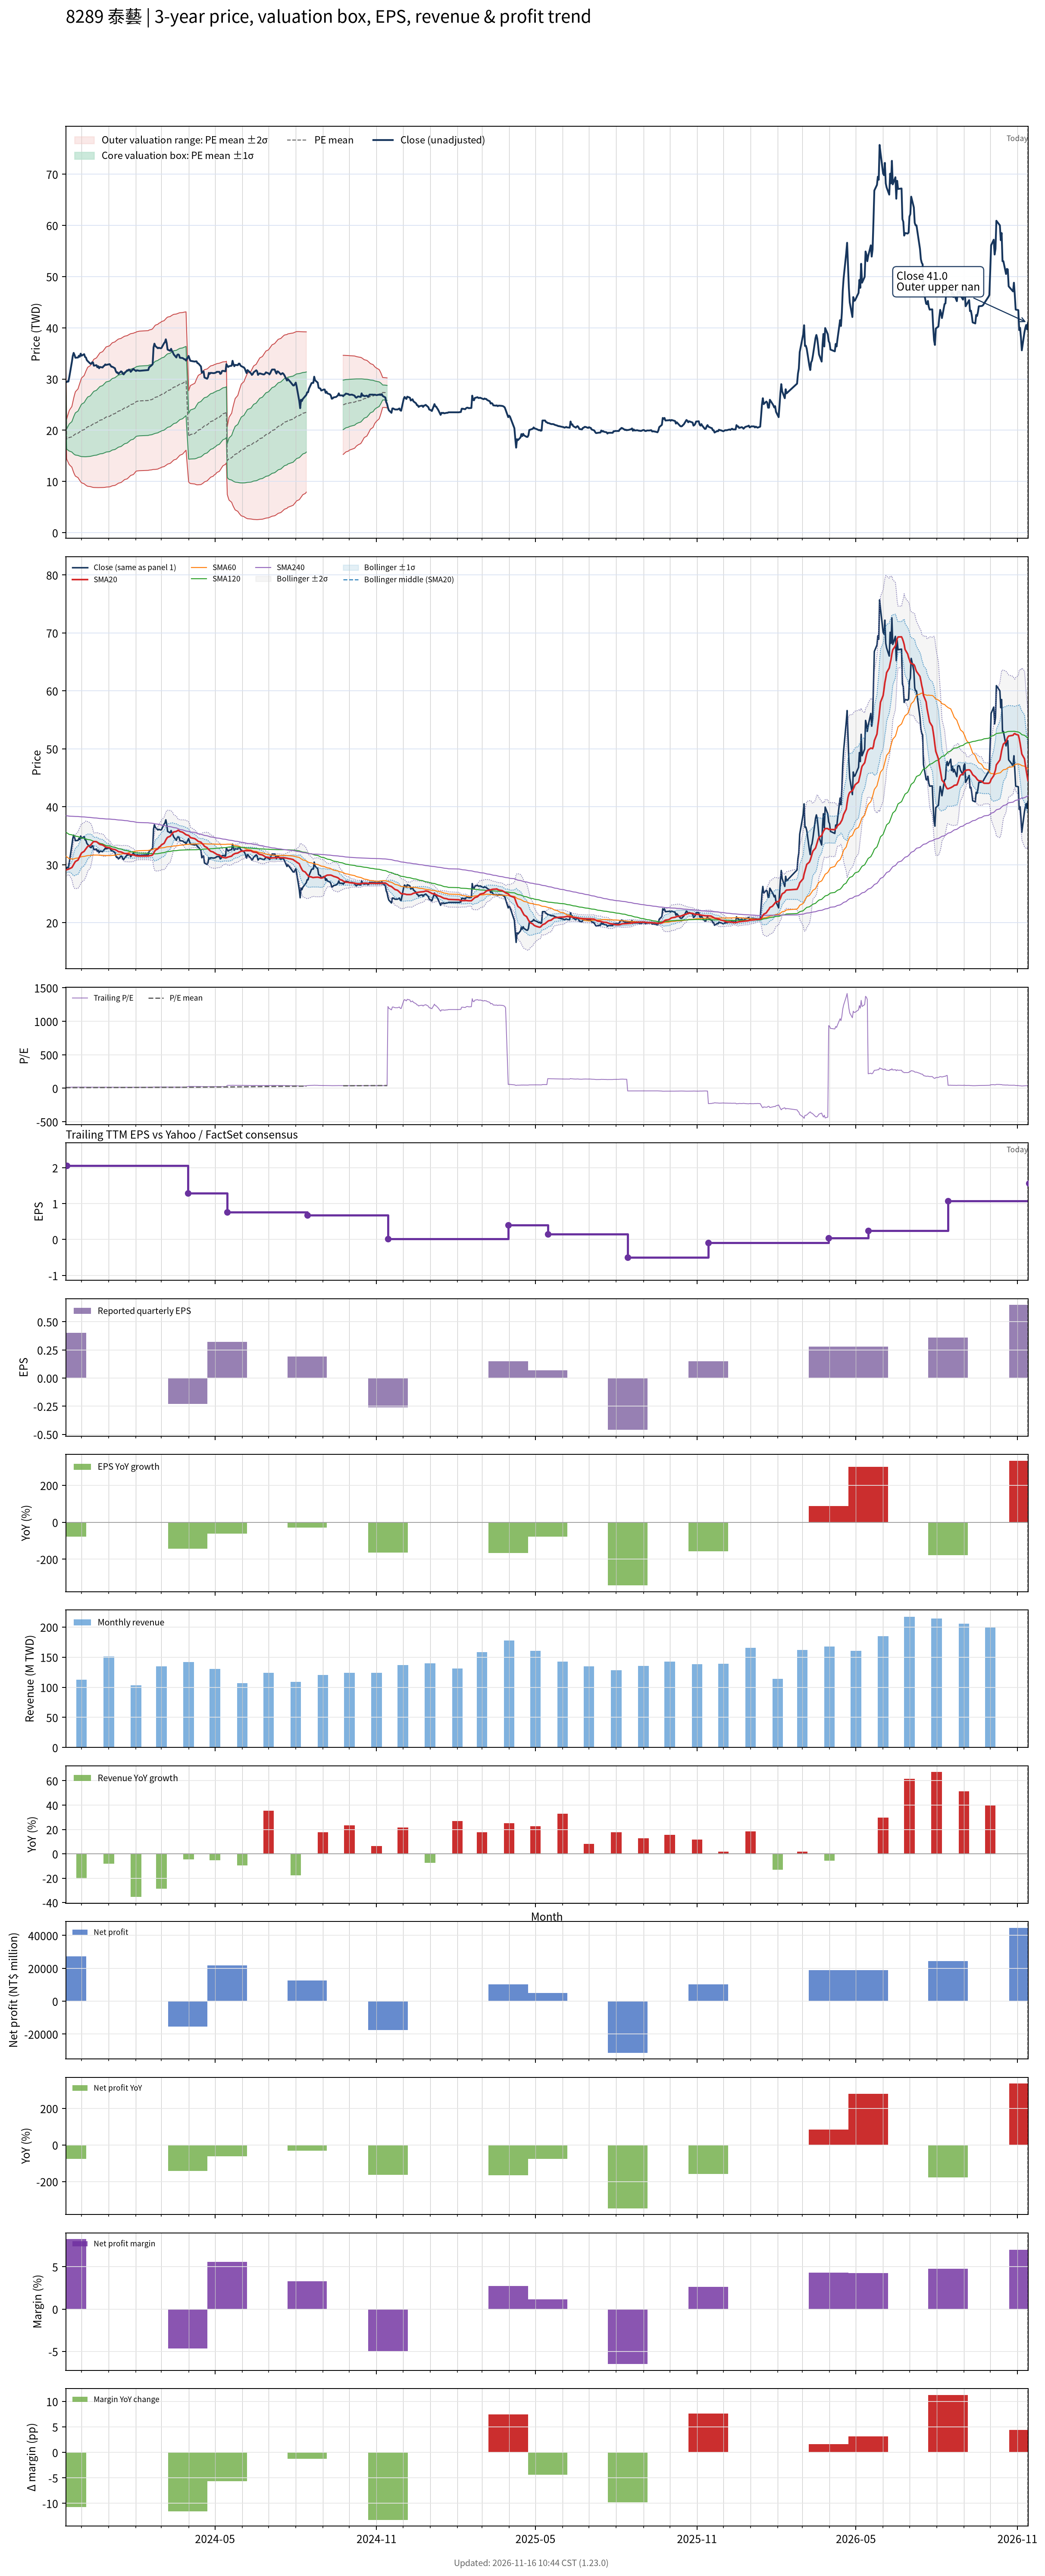 8289 泰藝 | 3-year price, valuation box, EPS, revenue & profit trend
Outer valuation range: PE mean ±2σ
Core valuation box: PE mean ±1σ
PE mean
Close (unadjusted)
Today
Close 41.0
Outer upper nan
Price (TWD)
70
60
50
40
30
20
10
0
Close (same as panel 1)
SMA20
SMA60
SMA120
SMA240
Bollinger ±2σ
Bollinger ±1σ
Bollinger middle (SMA20)
Price
80
70
60
50
40
30
20
Trailing P/E
P/E mean
P/E
1500
1000
500
0
-500
Trailing TTM EPS vs Yahoo / FactSet consensus
Today
EPS
2
1
0
-1
Reported quarterly EPS
EPS
0.50
0.25
0.00
-0.25
-0.50
EPS YoY growth
YoY (%)
200
0
-200
Monthly revenue
Revenue (M TWD)
200
150
100
50
0
Revenue YoY growth
YoY (%)
60
40
20
0
-20
-40
Month
Net profit
Net profit (NT$ million)
40000
20000
0
-20000
Net profit YoY
YoY (%)
200
0
-200
Net profit margin
Margin (%)
5
0
-5
Margin YoY change
Δ margin (pp)
10
5
0
-5
-10
2024-05
2024-11
2025-05
2025-11
2026-05
2026-11
Updated: 2026-11-16 10:44 CST (1.23.0)